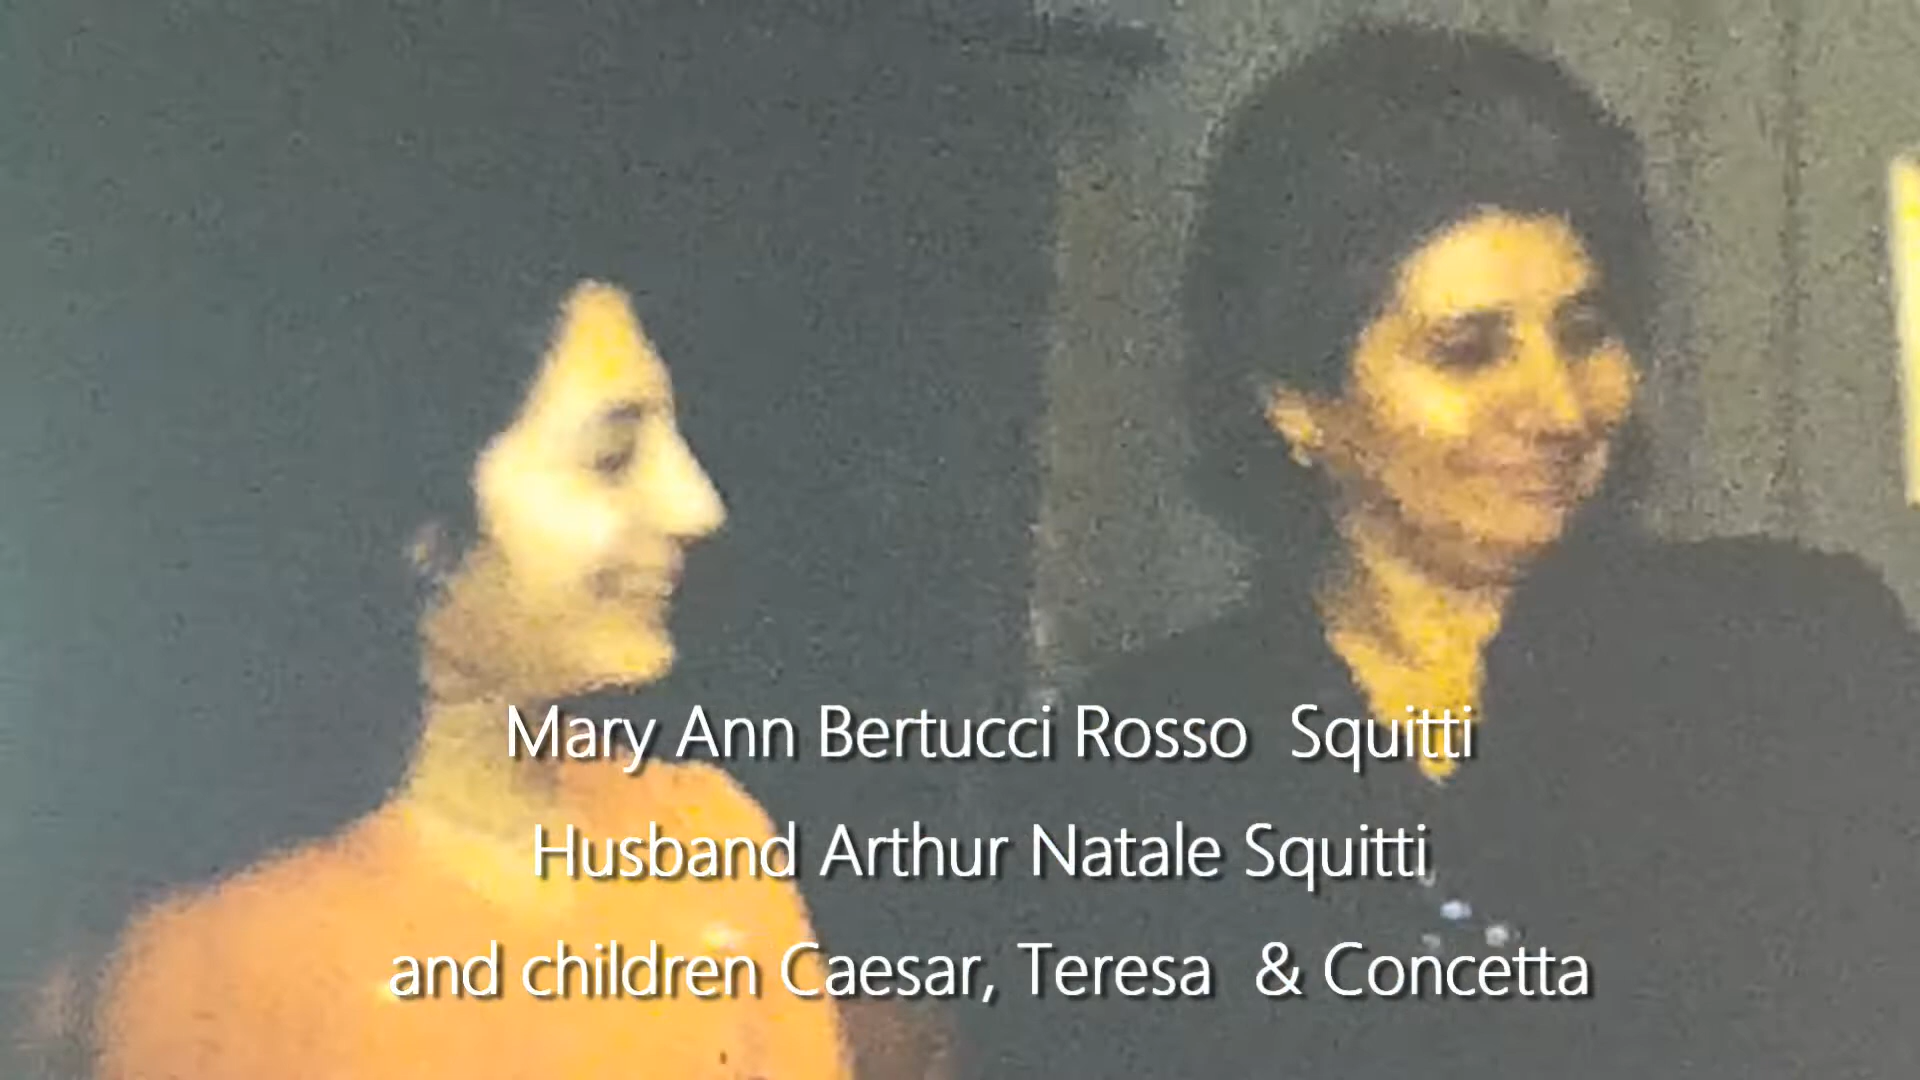 Mary Ann Bertucci Rosso Squitti
Husband Arthur Natale Squitti
and children Caesar, Teresa & Concetta